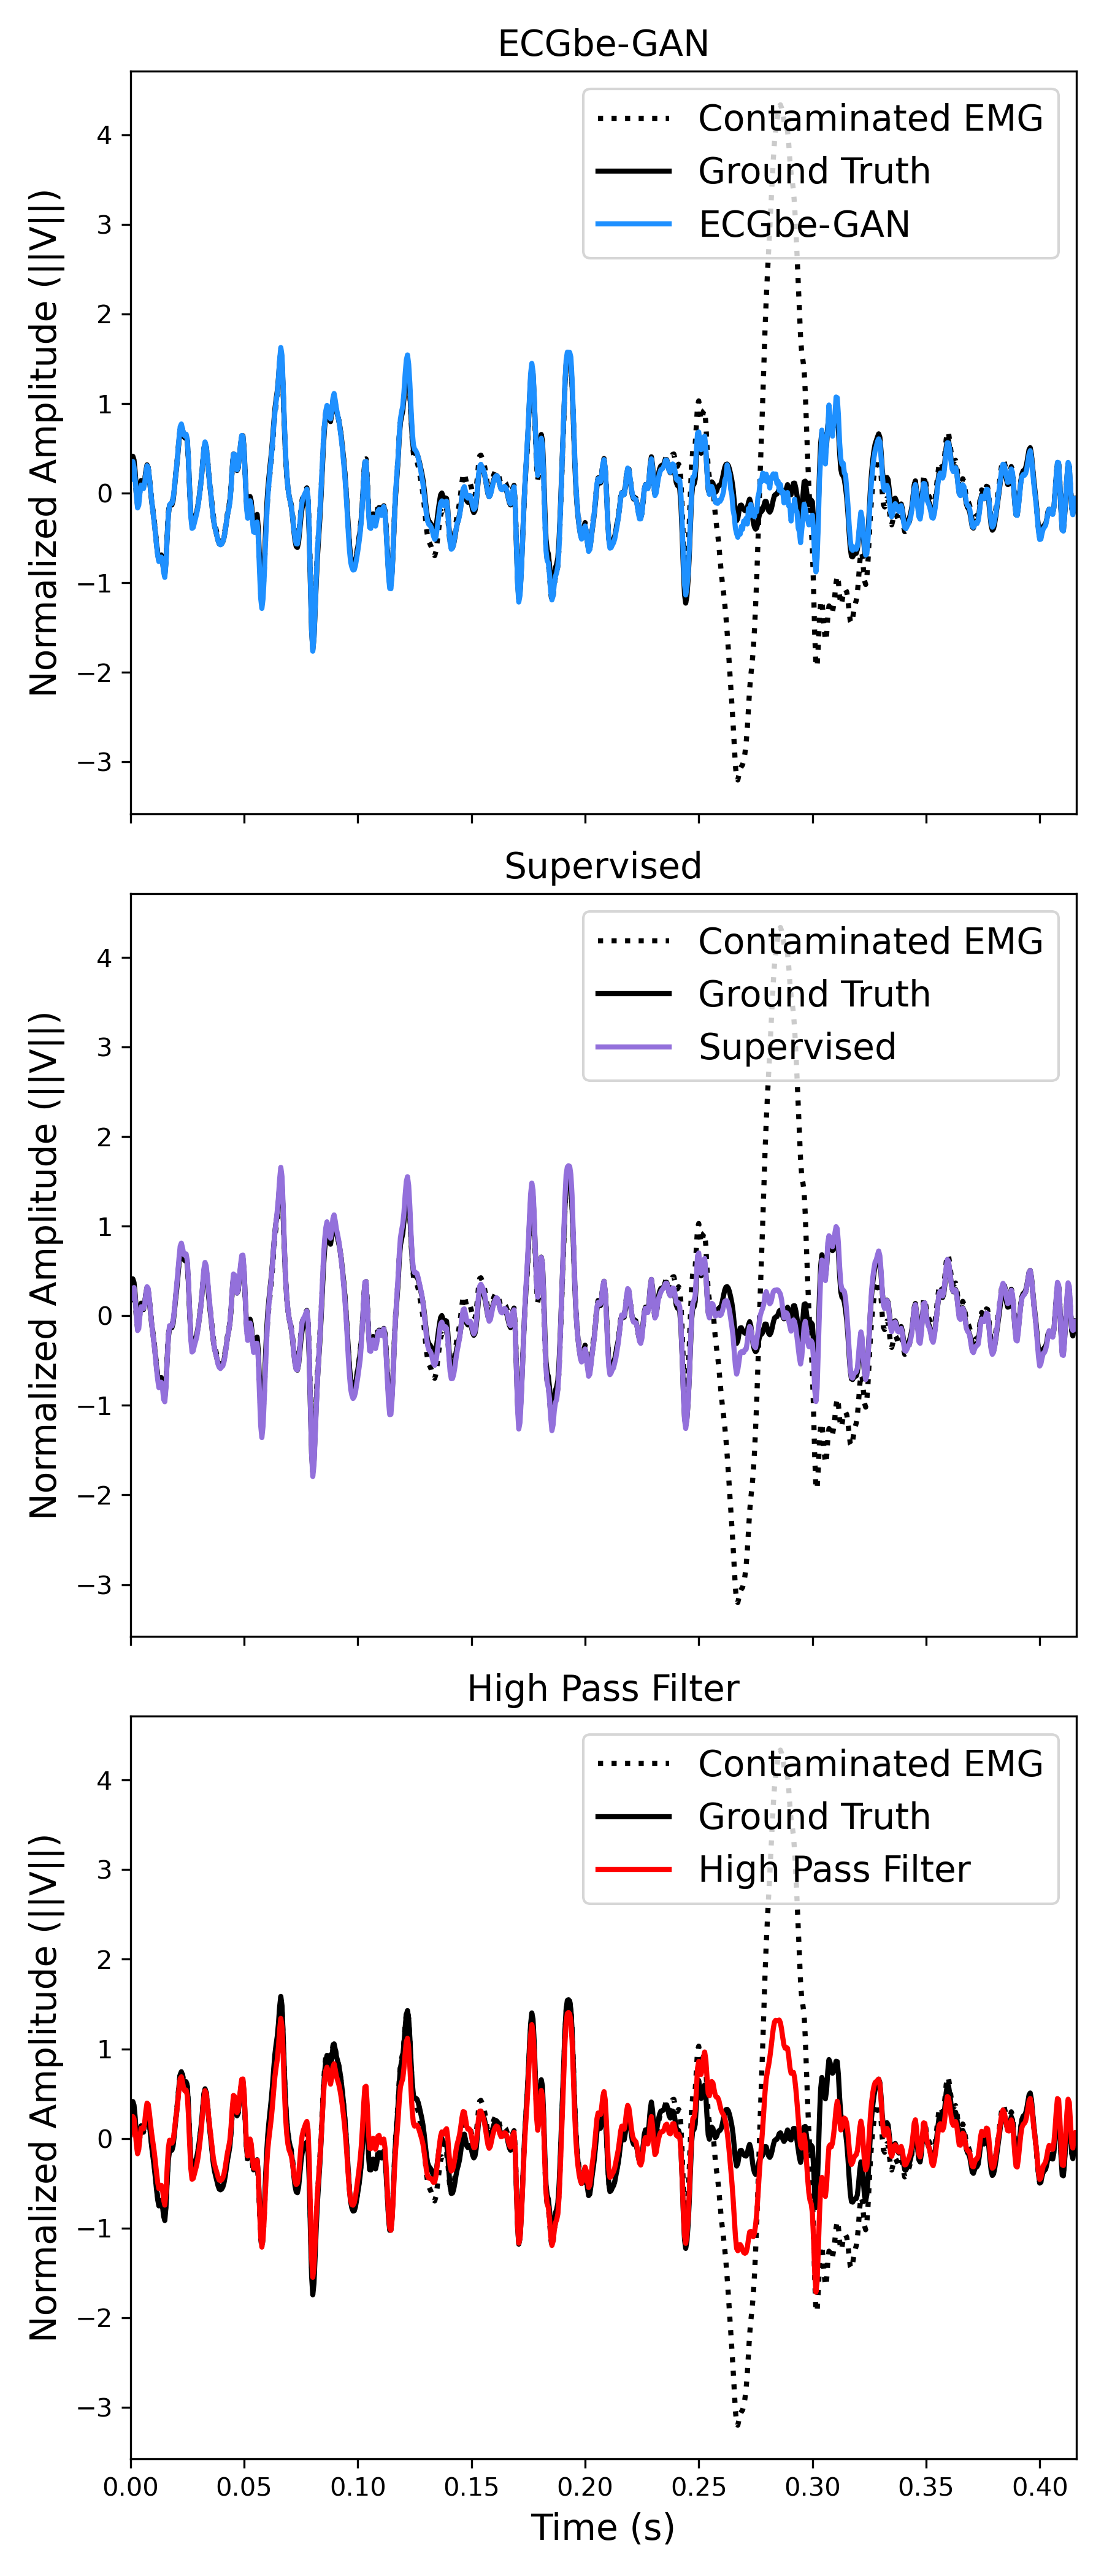 ECGbe-GAN
Normalized Amplitude (||V||)
4
3
2
1
0
−1
−2
−3
Contaminated EMG
Ground Truth
ECGbe-GAN
Supervised
Normalized Amplitude (||V||)
4
3
2
1
0
−1
−2
−3
Contaminated EMG
Ground Truth
Supervised
High Pass Filter
Normalized Amplitude (||V||)
4
3
2
1
0
−1
−2
−3
Contaminated EMG
Ground Truth
High Pass Filter
0.00 0.05 0.10 0.15 0.20 0.25 0.30 0.35 0.40
Time (s)